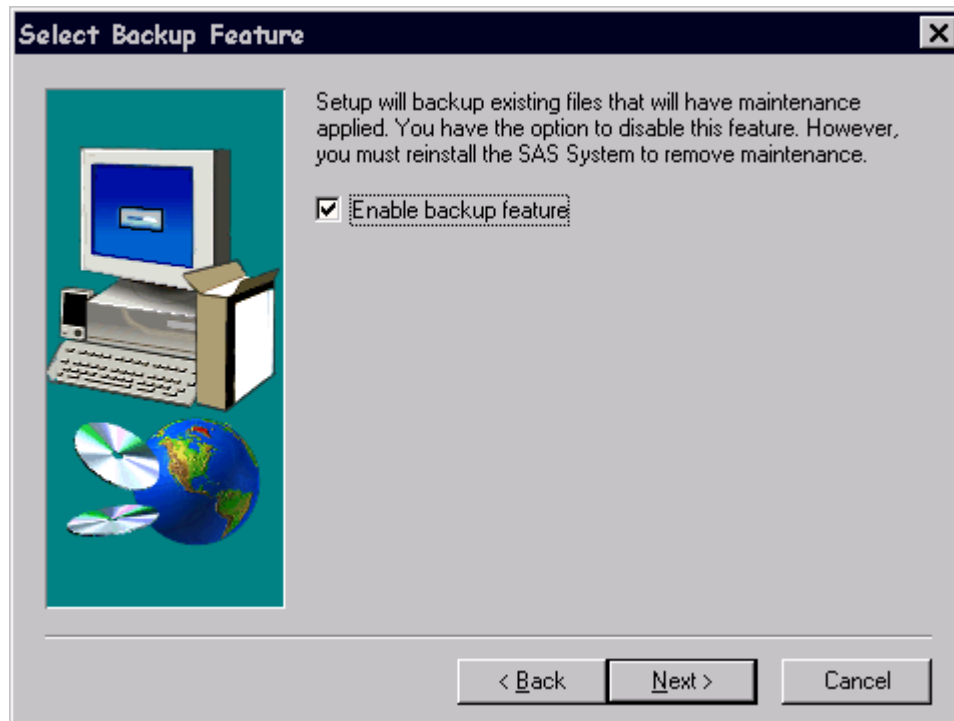 Select Backup Feature
Setup will backup existing files that will have maintenance
applied. You have the option to disable this feature. However,
you must reinstall the SAS System to remove maintenance.
Enable backup feature
< Back
Next >
Cancel